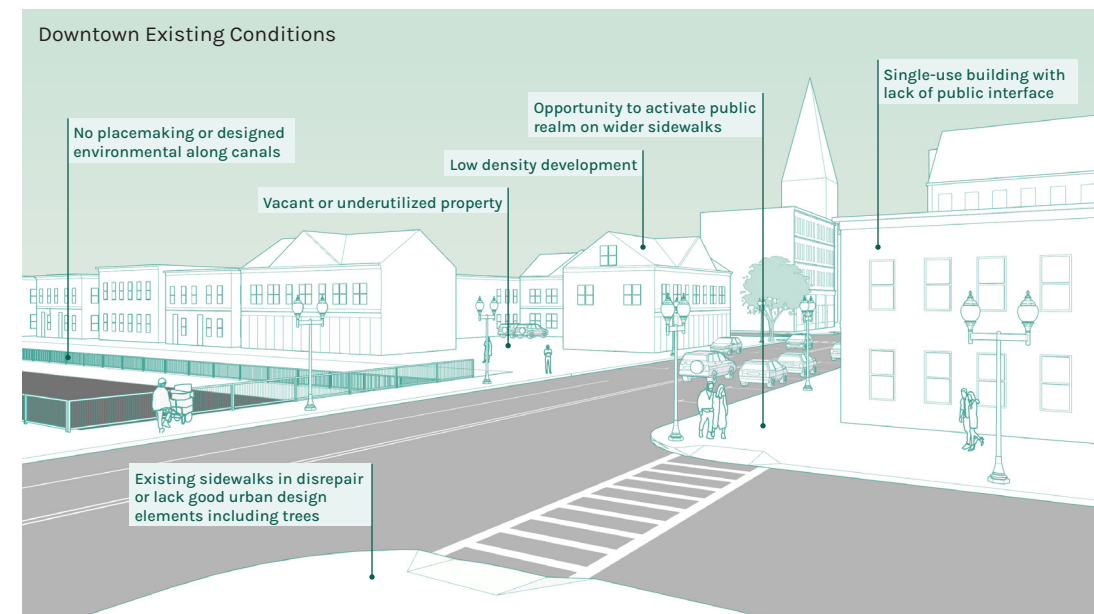 Downtown Existing Conditions
Single-use building with
lack of public interface
Opportunity to activate public
realm on wider sidewalks
No placemaking or designed
environmental along canals
Low density development
Vacant or underutilized property
Existing sidewalks in disrepair
or lack good urban design
elements including trees